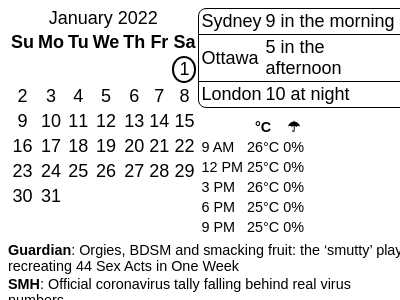 January 2022
Su Mo Tu We Th Fr Sa
1
2 3 4 5 6 7 8
9 10 11 12 13 14 15
16 17 18 19 20 21 22
23 24 25 26 27 28 29
30 31
Sydney 9 in the morning
Ottawa 5 in the
afternoon
London 10 at night
°C ☂
9 AM 26°C 0%
12 PM 25°C 0%
3 PM 26°C 0%
6 PM 25°C 0%
9 PM 25°C 0%
Guardian: Orgies, BDSM and smacking fruit: the ‘smutty’ play
recreating 44 Sex Acts in One Week
SMH: Official coronavirus tally falling behind real virus
numbers